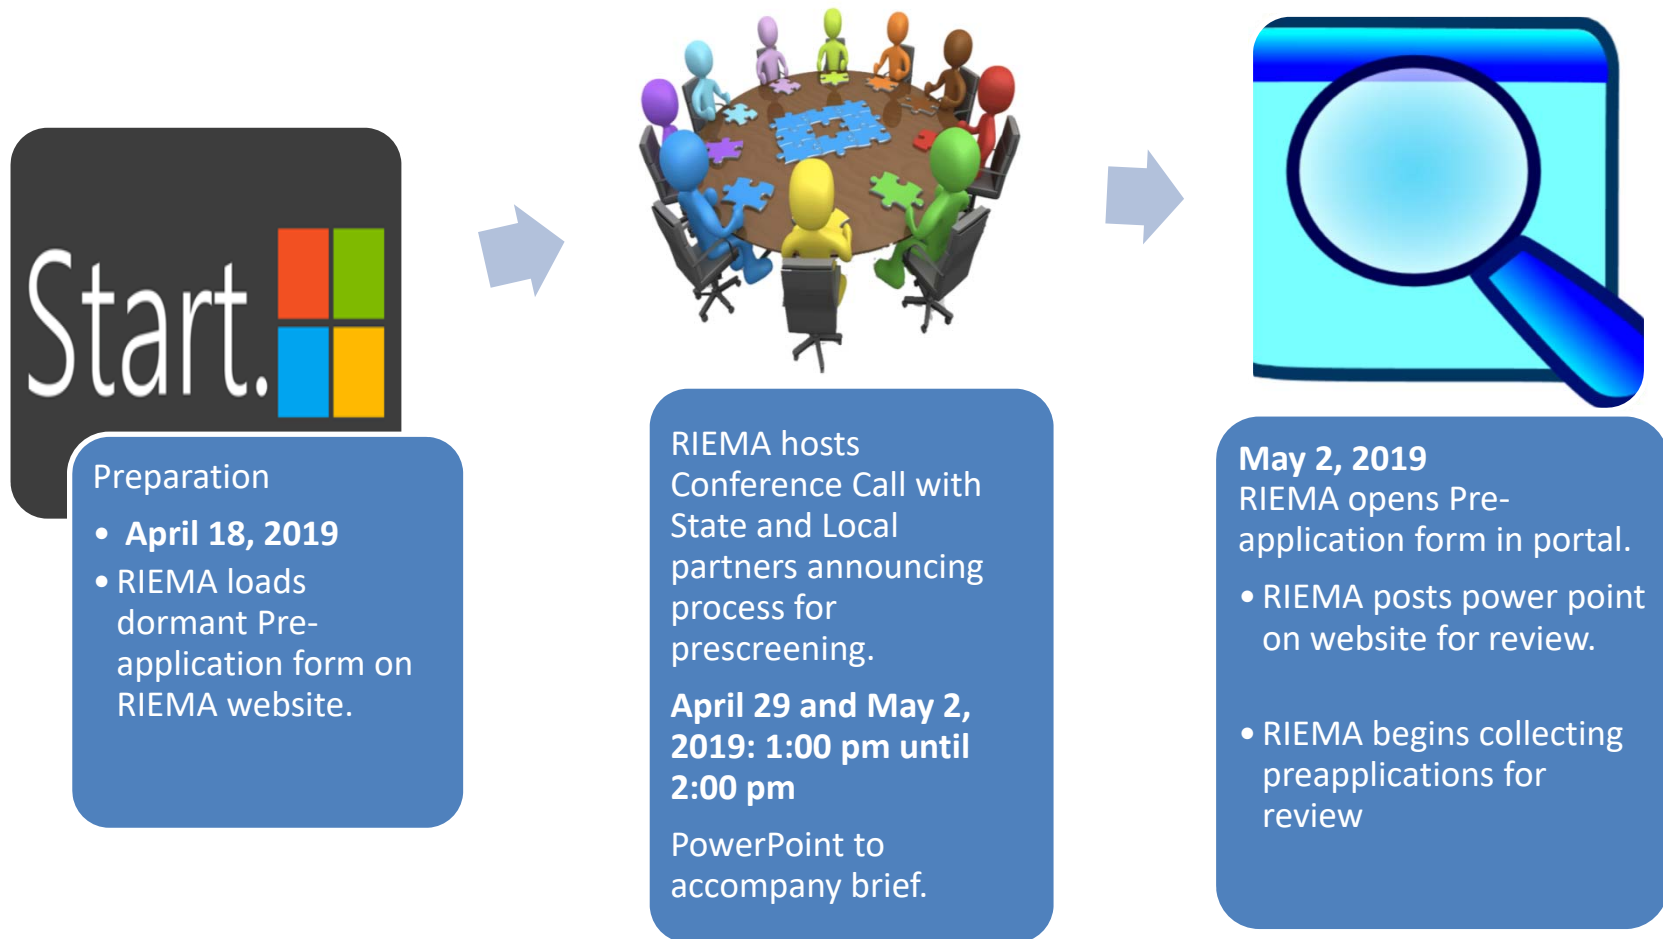 Start.
Preparation
• April 18, 2019
• RIEMA loads
dormant Pre-
application form on
RIEMA website.
RIEMA hosts
Conference Call with
State and Local
partners announcing
process for
prescreening.
April 29 and May 2,
2019: 1:00 pm until
2:00 pm
PowerPoint to
accompany brief.
May 2, 2019
RIEMA opens Pre-
application form in portal.
• RIEMA posts power point
on website for review.
• RIEMA begins collecting
preapplications for
review